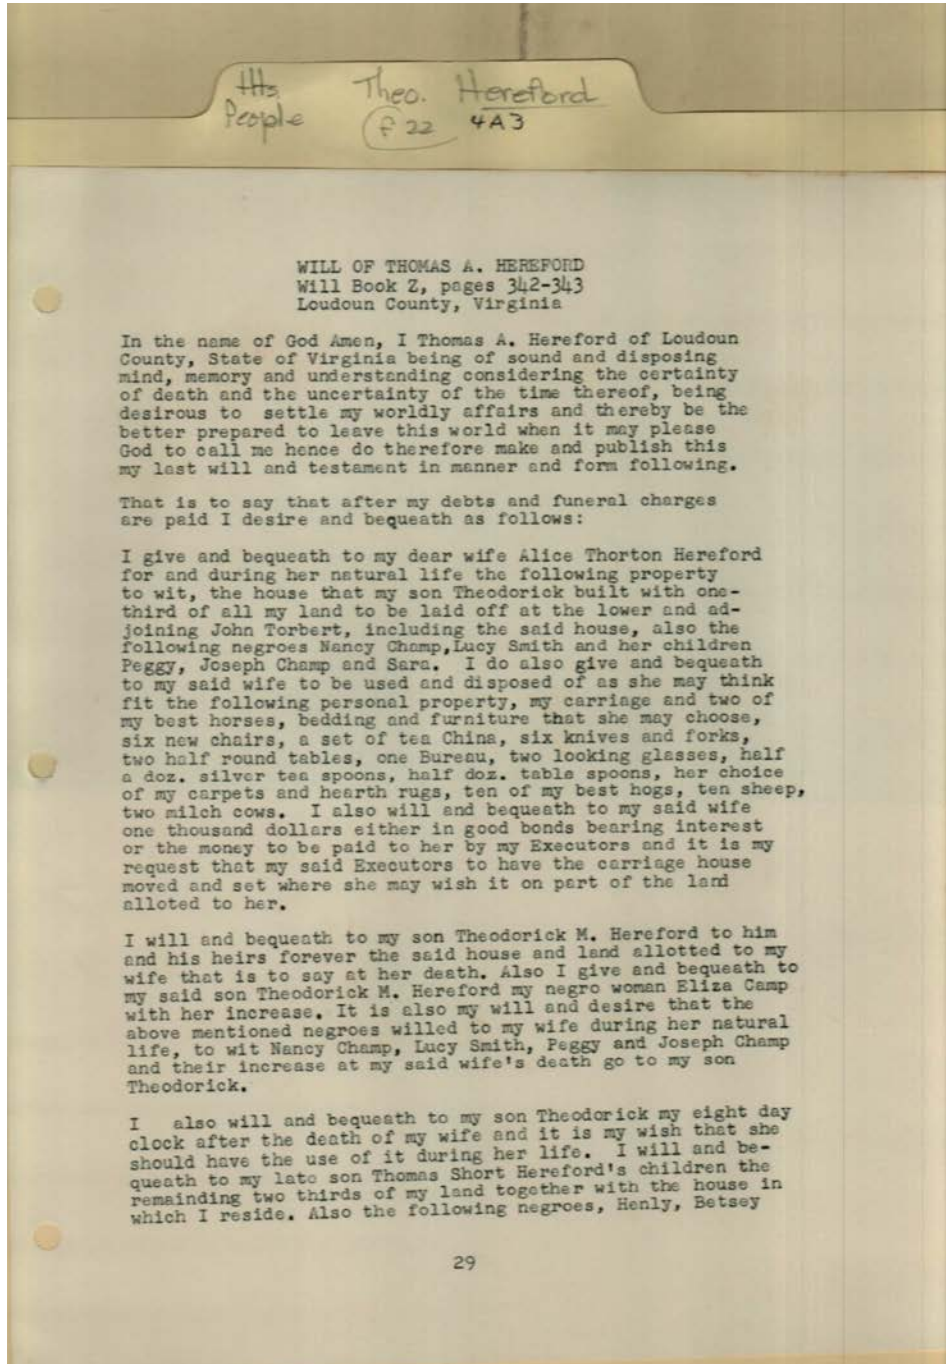 HHs Theo. Hereford
People f 22 4A3
WILL OF THOMAS A. HEREFORD
Will Book Z, pages 342-343
Loudoun County, Virginia
In the name of God Amen, I Thomas A. Hereford of Loudoun
County, State of Virginia being of sound and disposing
mind, memory and understanding considering the certainty
of death and the uncertainty of the time thereof, being
desirous to settle my worldly affairs and thereby be the
better prepared to leave this world when it may please
God to call me hence do therefore make and publish this
my last will and testament in manner and form following.
That is to say that after my debts and funeral charges
are paid I desire and bequeath as follows:
I give and bequeath to my dear wife Alice Thorton Hereford
for and during her natural life the following property
to wit, the house that my son Theodorick built with one-
third of all my land to be laid off at the lower and ad-
joining John Torbert, including the said house, also the
following negroes Nancy Champ,Lucy Smith and her children
Peggy, Joseph Champ and Sara. I do also give and bequeath
to my said wife to be used and disposed of as she may think
fit the following personal property, my carriage and two of
my best horses, bedding and furniture that she may choose,
six new chairs, a set of tea China, six knives and forks,
two half round tables, one Bureau, two looking glasses, half
a doz. silver tea spoons, half doz. table spoons, her choice
of my carpets and hearth rugs, ten of my best hogs, ten sheep,
two milch cows. I also will and bequeath to my said wife
one thousand dollars either in good bonds bearing interest
or the money to be paid to her by my Executors and it is my
request that my said Executors to have the carriage house
moved and set where she may wish it on part of the land
alloted to her.
I will and bequeath to my son Theodorick M. Hereford to him
and his heirs forever the said house and land allotted to my
wife that is to say at her death. Also I give and bequeath to
my said son Theodorick M. Hereford my negro woman Eliza Camp
with her increase. It is also my will and desire that the
above mentioned negroes willed to my wife during her natural
life, to wit Nancy Champ, Lucy Smith, Peggy and Joseph Champ
and their increase at my said wife's death go to my son
Theodorick.
I also will and bequeath to my son Theodorick my eight day
clock after the death of my wife and it is my wish that she
should have the use of it during her life. I will and be-
queath to my late son Thomas Short Hereford's children the
remainding two thirds of my land together with the house in
which I reside. Also the following negroes, Henly, Betsey
29